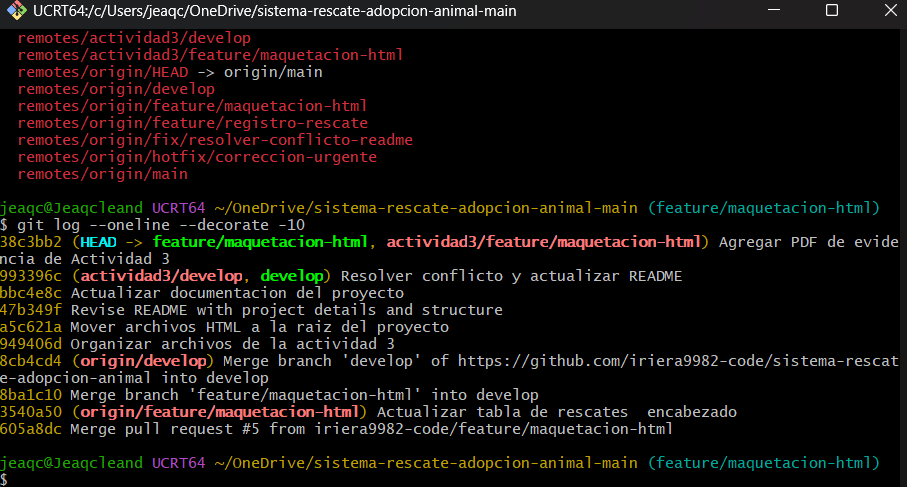 UCRT64:/c/Users/jeaqc/OneDrive/sistema-rescate-adopcion-animal-main
remotes/actividad3/develop
remotes/actividad3/feature/maquetacion-html
remotes/origin/HEAD -> origin/main
remotes/origin/develop
remotes/origin/feature/maquetacion-html
remotes/origin/feature/registro-rescate
remotes/origin/fix/resolver-conflicto-readme
remotes/origin/hotfix/correccion-urgente
remotes/origin/main
jeaqc@Jeaqcleand UCRT64 ~/OneDrive/sistema-rescate-adopcion-animal-main (feature/maquetacion-html)
$ git log --oneline --decorate -10
38c3bb2 (HEAD -> feature/maquetacion-html, actividad3/feature/maquetacion-html) Agregar PDF de evide
ncia de Actividad 3
993396c (actividad3/develop, develop) Resolver conflicto y actualizar README
bbc4e8c Actualizar documentacion del proyecto
47b349f Revise README with project details and structure
a5c621a Mover archivos HTML a la raiz del proyecto
949406d Organizar archivos de la actividad 3
8cb4cd4 (origin/develop) Merge branch 'develop' of https://github.com/iriera9982-code/sistema-rescat
e-adopcion-animal into develop
8ba1c10 Merge branch 'feature/maquetacion-html' into develop
3540a50 (origin/feature/maquetacion-html) Actualizar tabla de rescates  encabezado
605a8dc Merge pull request #5 from iriera9982-code/feature/maquetacion-html
jeaqc@Jeaqcleand UCRT64 ~/OneDrive/sistema-rescate-adopcion-animal-main (feature/maquetacion-html)
$